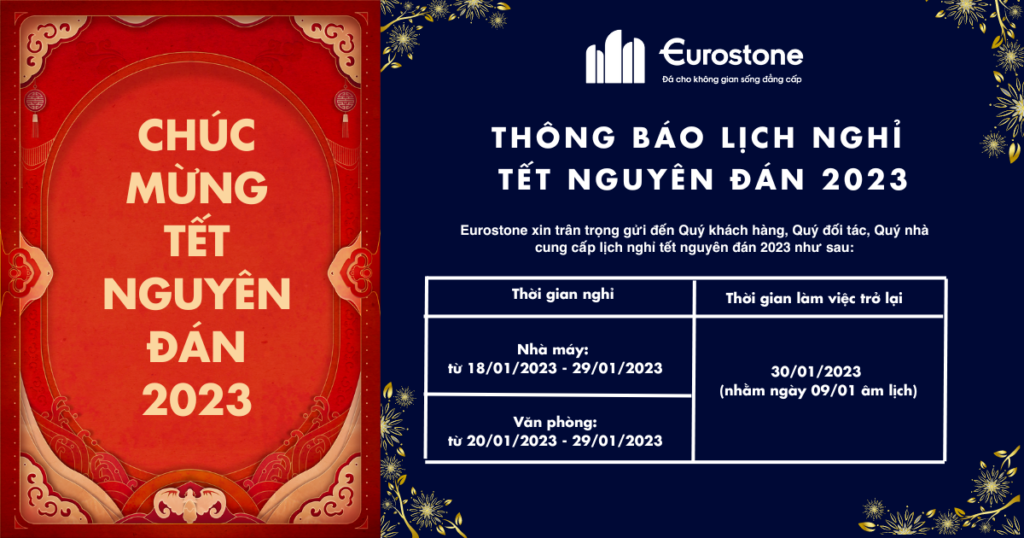 CHÚC
MỪNG
TẾT
NGUYÊN
ĐÁN
2023
Eurostone
Đá cho không gian sống đẳng cấp
THÔNG BÁO LỊCH NGHỈ
TẾT NGUYÊN ĐÁN 2023
Eurostone xin trân trọng gửi đến Quý khách hàng, Quý đối tác, Quý nhà
cung cấp lịch nghỉ tết nguyên đán 2023 như sau:
Thời gian nghỉ
Thời gian làm việc trở lại
Nhà máy:
từ 18/01/2023 - 29/01/2023
30/01/2023
(nhằm ngày 09/01 âm lịch)
Văn phòng:
từ 20/01/2023 - 29/01/2023